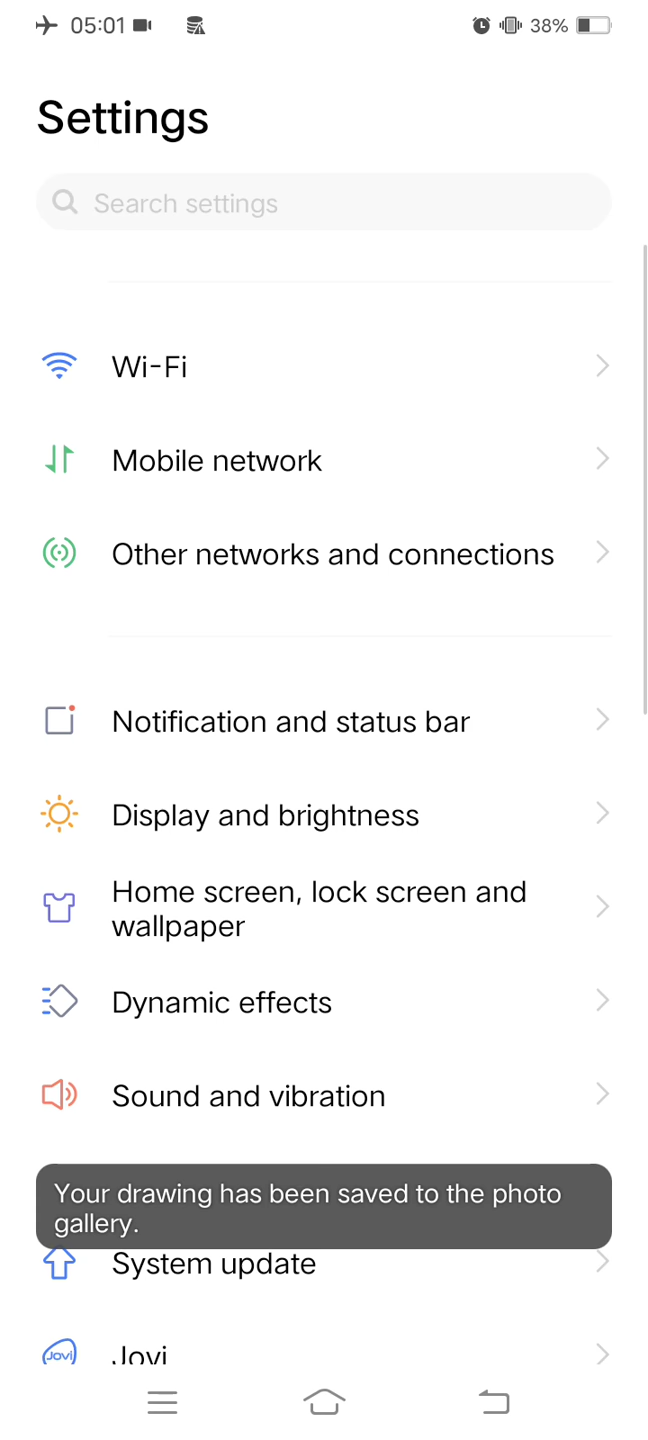 05:01
38%
Settings
Search settings
Wi-Fi
Mobile network
Other networks and connections
Notification and status bar
Display and brightness
Home screen, lock screen and
wallpaper
Dynamic effects
Sound and vibration
Your drawing has been saved to the photo
gallery.
System update
Jovi
Jovi